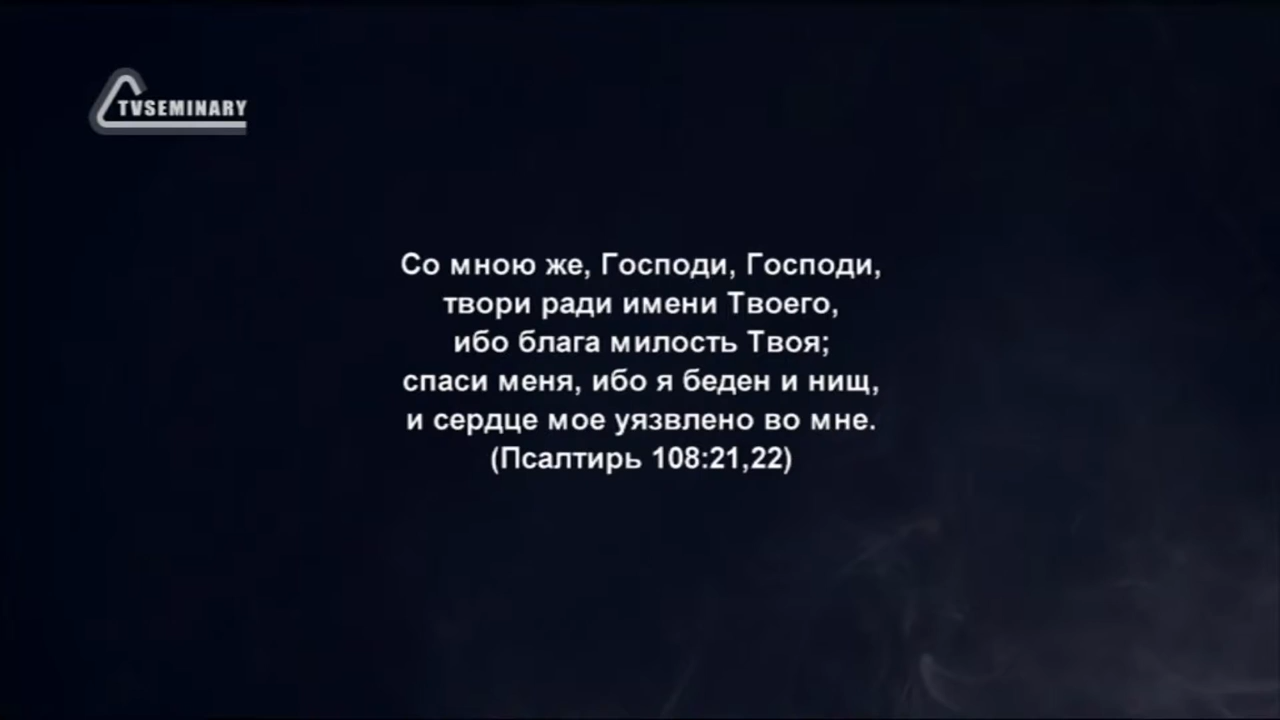 TVSEMINARY
Со мною же, Господи, Господи,
твори ради имени Твоего,
ибо блага милость Твоя;
спаси меня, ибо я беден и нищ,
и сердце мое уязвлено во мне.
(Псалтирь 108:21,22)